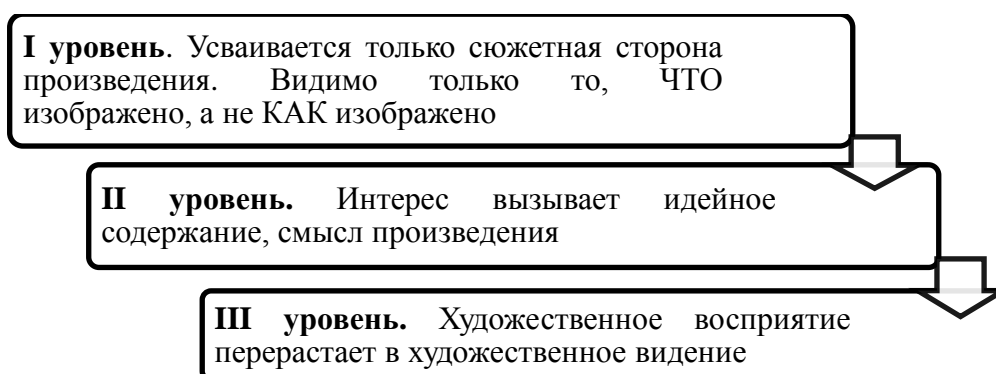 I уровень. Усваивается только сюжетная сторона
произведения. Видимо только то, ЧТО
изображено, а не КАК изображено
II уровень. Интерес вызывает идейное
содержание, смысл произведения
III уровень. Художественное восприятие
перерастает в художественное видение